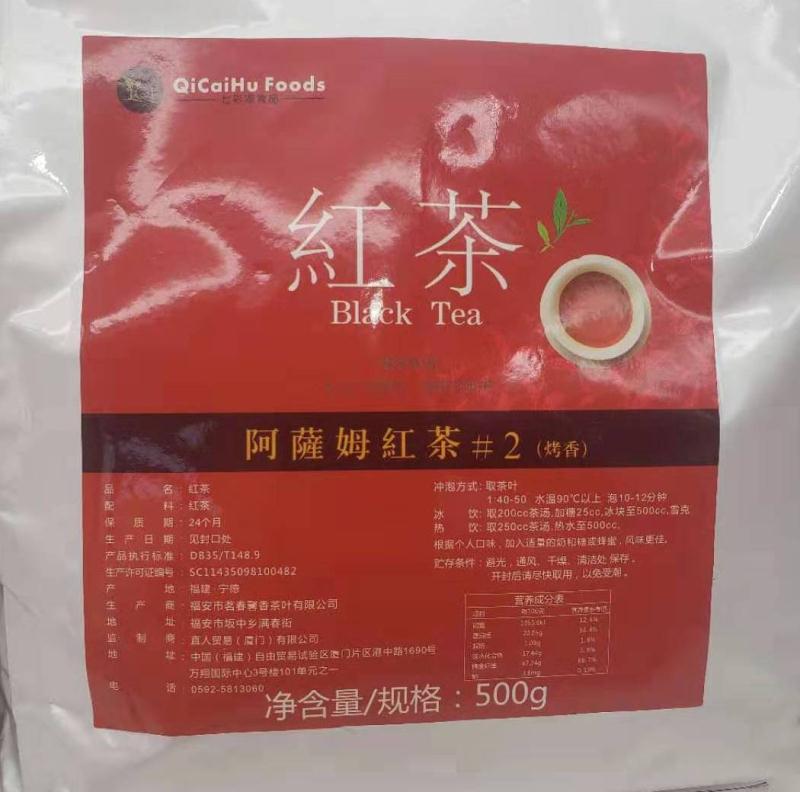 QiCaiHu Foods
七彩湖食品
紅茶
Black Tea
阿薩姆紅茶#2(烤香)
品名：红茶
配料：红茶
保质期：24个月
生产日期：见封口处
产品执行标准：DB35/T148.9
生产许可证编号：SC11435098100482
产地：福建·宁德
生产商：福安市茗春馨香茶叶有限公司
地址：福安市坂中乡满春街
监制商：直人贸易（厦门）有限公司
地址：中国（福建）自由贸易试验区厦门片区港中路1690号
万翔国际中心3号楼101单元之一
电话：0592-5813060
冲泡方式：取茶叶
1:40-50 水温90℃以上 泡10-12分钟
冰饮：取200cc茶汤,加糖25cc,冰块至500cc,雪克
热饮：取250cc茶汤,热水至500cc,
根据个人口味，加入适量的奶和糖或蜂蜜，风味更佳。
贮存条件：避光，通风、干燥、清洁处 保存。
开封后请尽快取用，以免受潮。
营养成分表
净含量/规格：500g